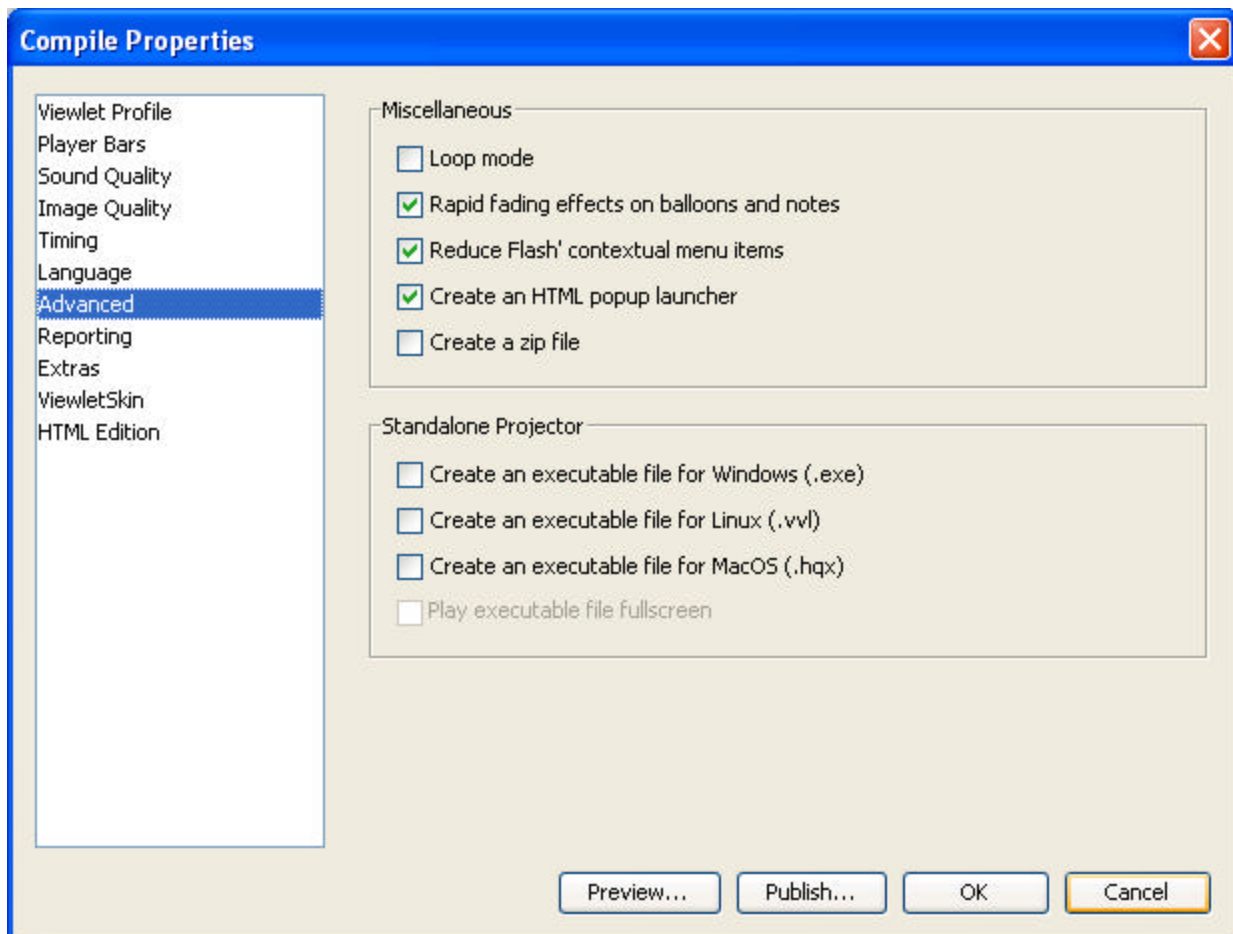 Compile Properties
Viewlet Profile
Player Bars
Sound Quality
Image Quality
Timing
Language
Advanced
Reporting
Extras
ViewletSkin
HTML Edition
Miscellaneous
Loop mode
Rapid fading effects on balloons and notes
Reduce Flash' contextual menu items
Create an HTML popup launcher
Create a zip file
Standalone Projector
Create an executable file for Windows (.exe)
Create an executable file for Linux (.vvl)
Create an executable file for MacOS (.hqx)
Play executable file fullscreen
Preview... Publish... OK Cancel